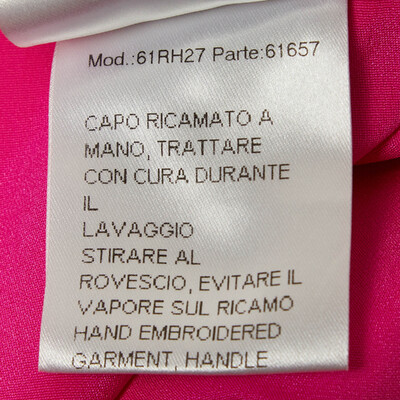 Mod.:61RH27 Parte:61657
CAPO RICAMATO A
MANO, TRATTARE
CON CURA DURANTE
IL
LAVAGGIO
STIRARE AL
ROVESCIO, EVITARE IL
VAPORE SUL RICAMO
HAND EMBROIDERED
GARMENT, HANDLE